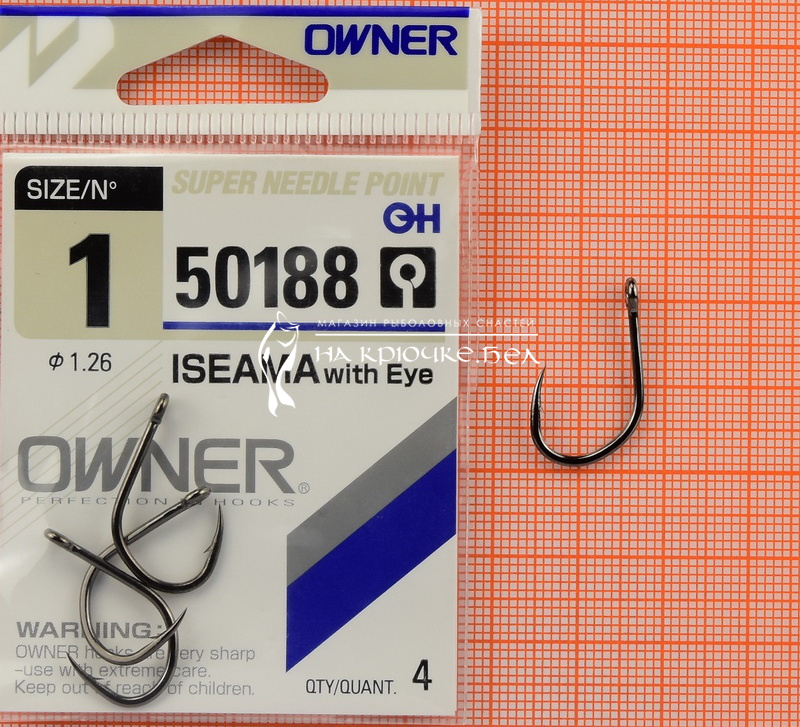 OWNER
SIZE/N°
SUPER NEEDLE POINT
1
50188
МАГАЗИН РЫБОЛОВНЫХ СНАСТЕЙ
НА КРЮЧКЕ.БЕЛ
φ 1.26
ISEAMA with Eye
OWNER®
PERFECTION IN HOOKS
WARNING:
OWNER hooks are very sharp
-use with extreme care.
Keep out of reach of children.
QTY/QUANT. 4